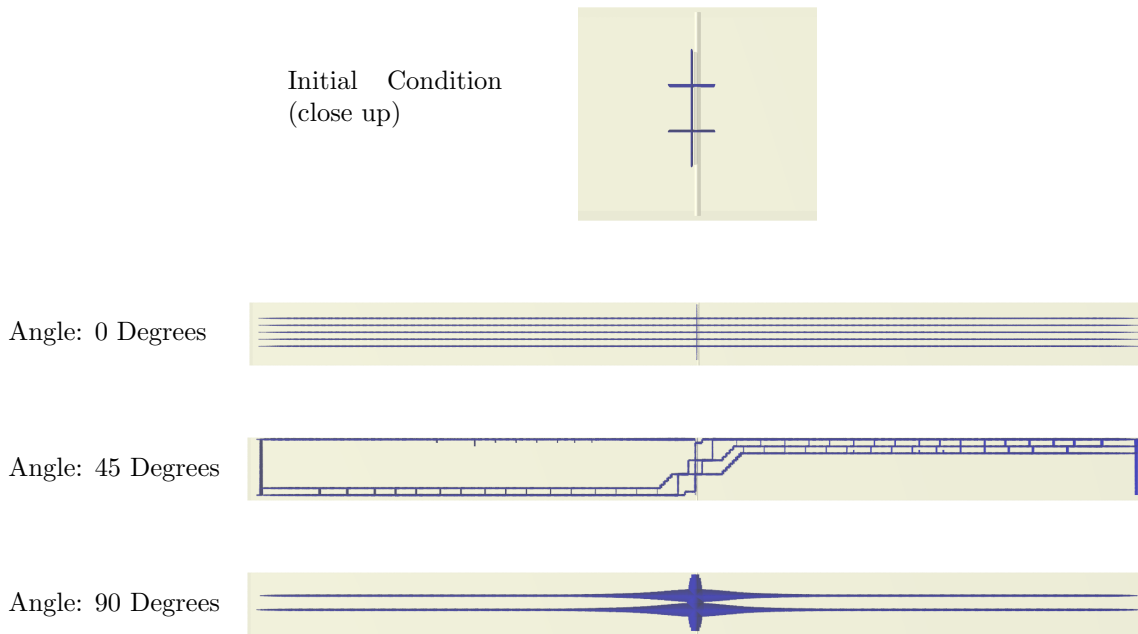 Initial Condition
(close up)
Angle: 0 Degrees
Angle: 45 Degrees
Angle: 90 Degrees